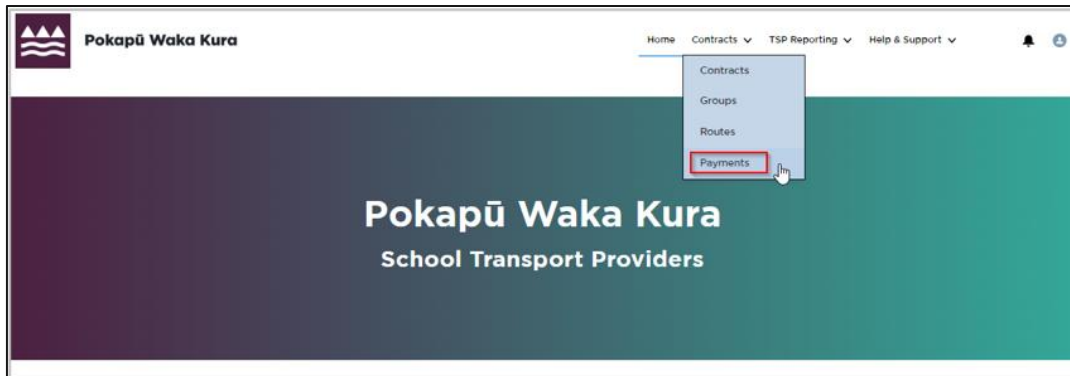 Pokapū Waka Kura
Home Contracts TSP Reporting Help & Support
Contracts
Groups
Routes
Payments
Pokapū Waka Kura
School Transport Providers